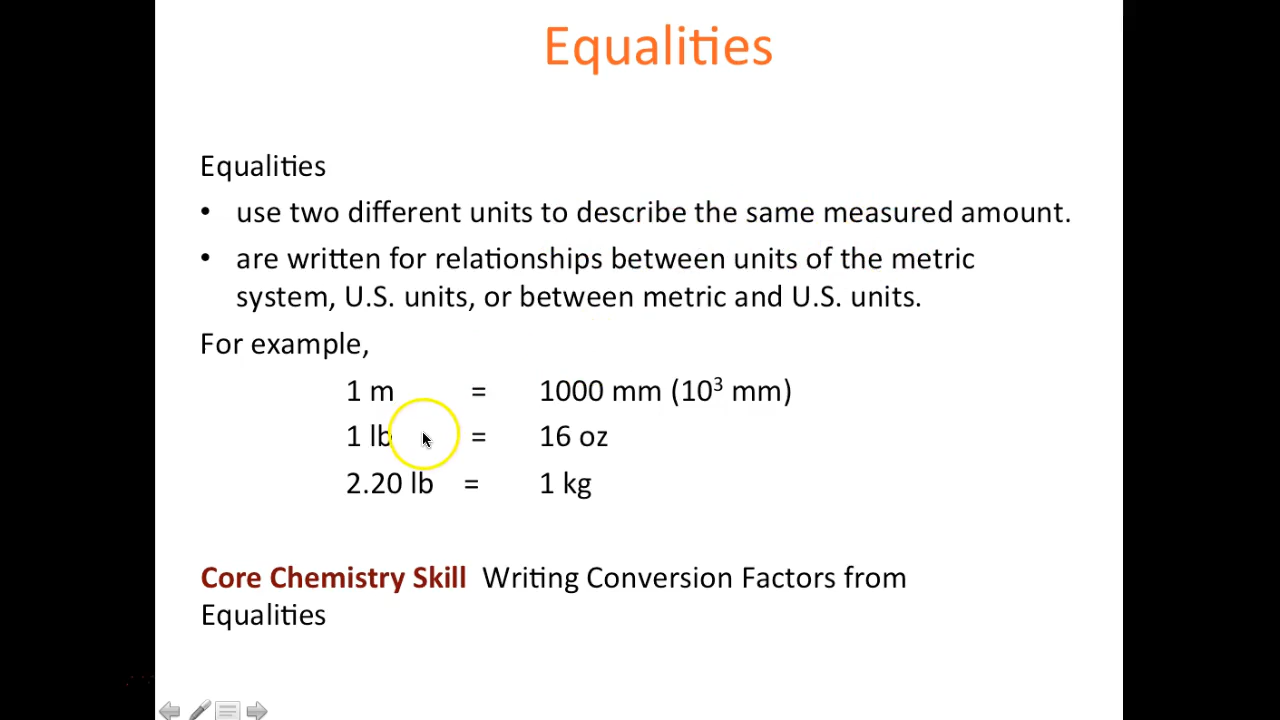 Equalities
Equalities
• use two different units to describe the same measured amount.
• are written for relationships between units of the metric
system, U.S. units, or between metric and U.S. units.
For example,
1 m = 1000 mm (10³ mm)
1 lb = 16 oz
2.20 lb = 1 kg
Core Chemistry Skill Writing Conversion Factors from
Equalities